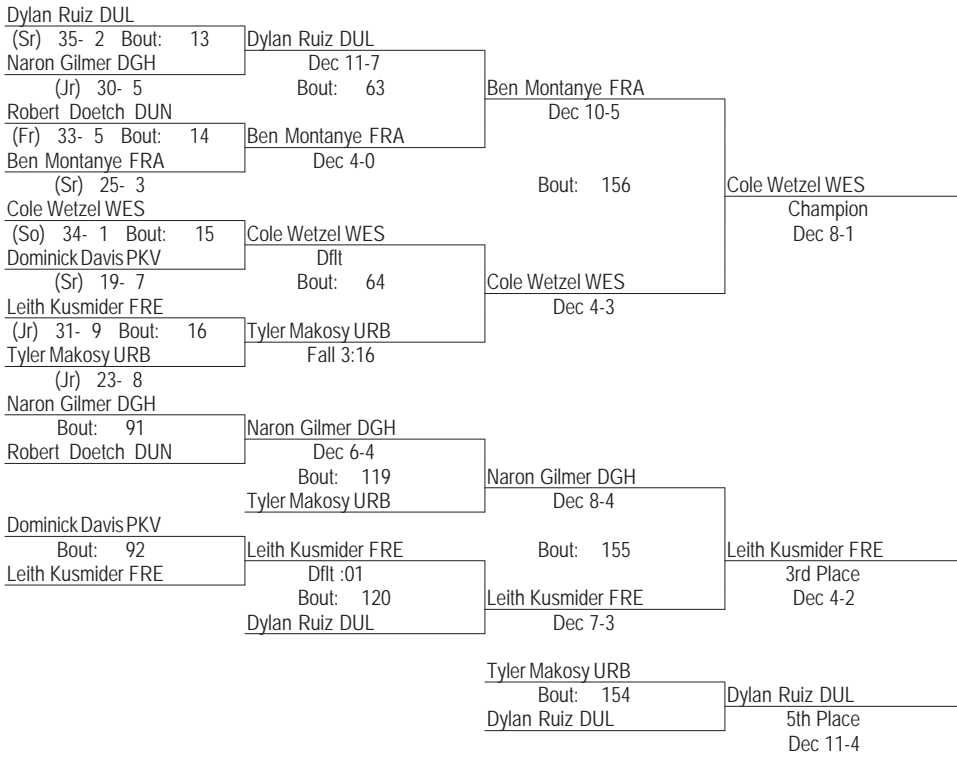 Dylan Ruiz DUL
(Sr) 35- 2 Bout: 13
Dylan Ruiz DUL
Naron Gilmer DGH
Dec 11-7
(Jr) 30- 5
Bout: 63
Ben Montanye FRA
Robert Doetch DUN
Dec 10-5
(Fr) 33- 5 Bout: 14
Ben Montanye FRA
Ben Montanye FRA
Dec 4-0
(Sr) 25- 3
Bout: 156
Cole Wetzel WES
Cole Wetzel WES
Champion
(So) 34- 1 Bout: 15
Cole Wetzel WES
Dec 8-1
Dominick Davis PKV
Dflt
(Sr) 19- 7
Bout: 64
Cole Wetzel WES
Leith Kusmider FRE
Dec 4-3
(Jr) 31- 9 Bout: 16
Tyler Makosy URB
Tyler Makosy URB
Fall 3:16
(Jr) 23- 8
Naron Gilmer DGH
Bout: 91
Naron Gilmer DGH
Robert Doetch DUN
Dec 6-4
Bout: 119
Naron Gilmer DGH
Tyler Makosy URB
Dec 8-4
Dominick Davis PKV
Bout: 92
Leith Kusmider FRE
Bout: 155
Leith Kusmider FRE
Leith Kusmider FRE
Dflt :01
3rd Place
Bout: 120
Leith Kusmider FRE
Dec 4-2
Dylan Ruiz DUL
Dec 7-3
Tyler Makosy URB
Bout: 154
Dylan Ruiz DUL
Dylan Ruiz DUL
5th Place
Dec 11-4